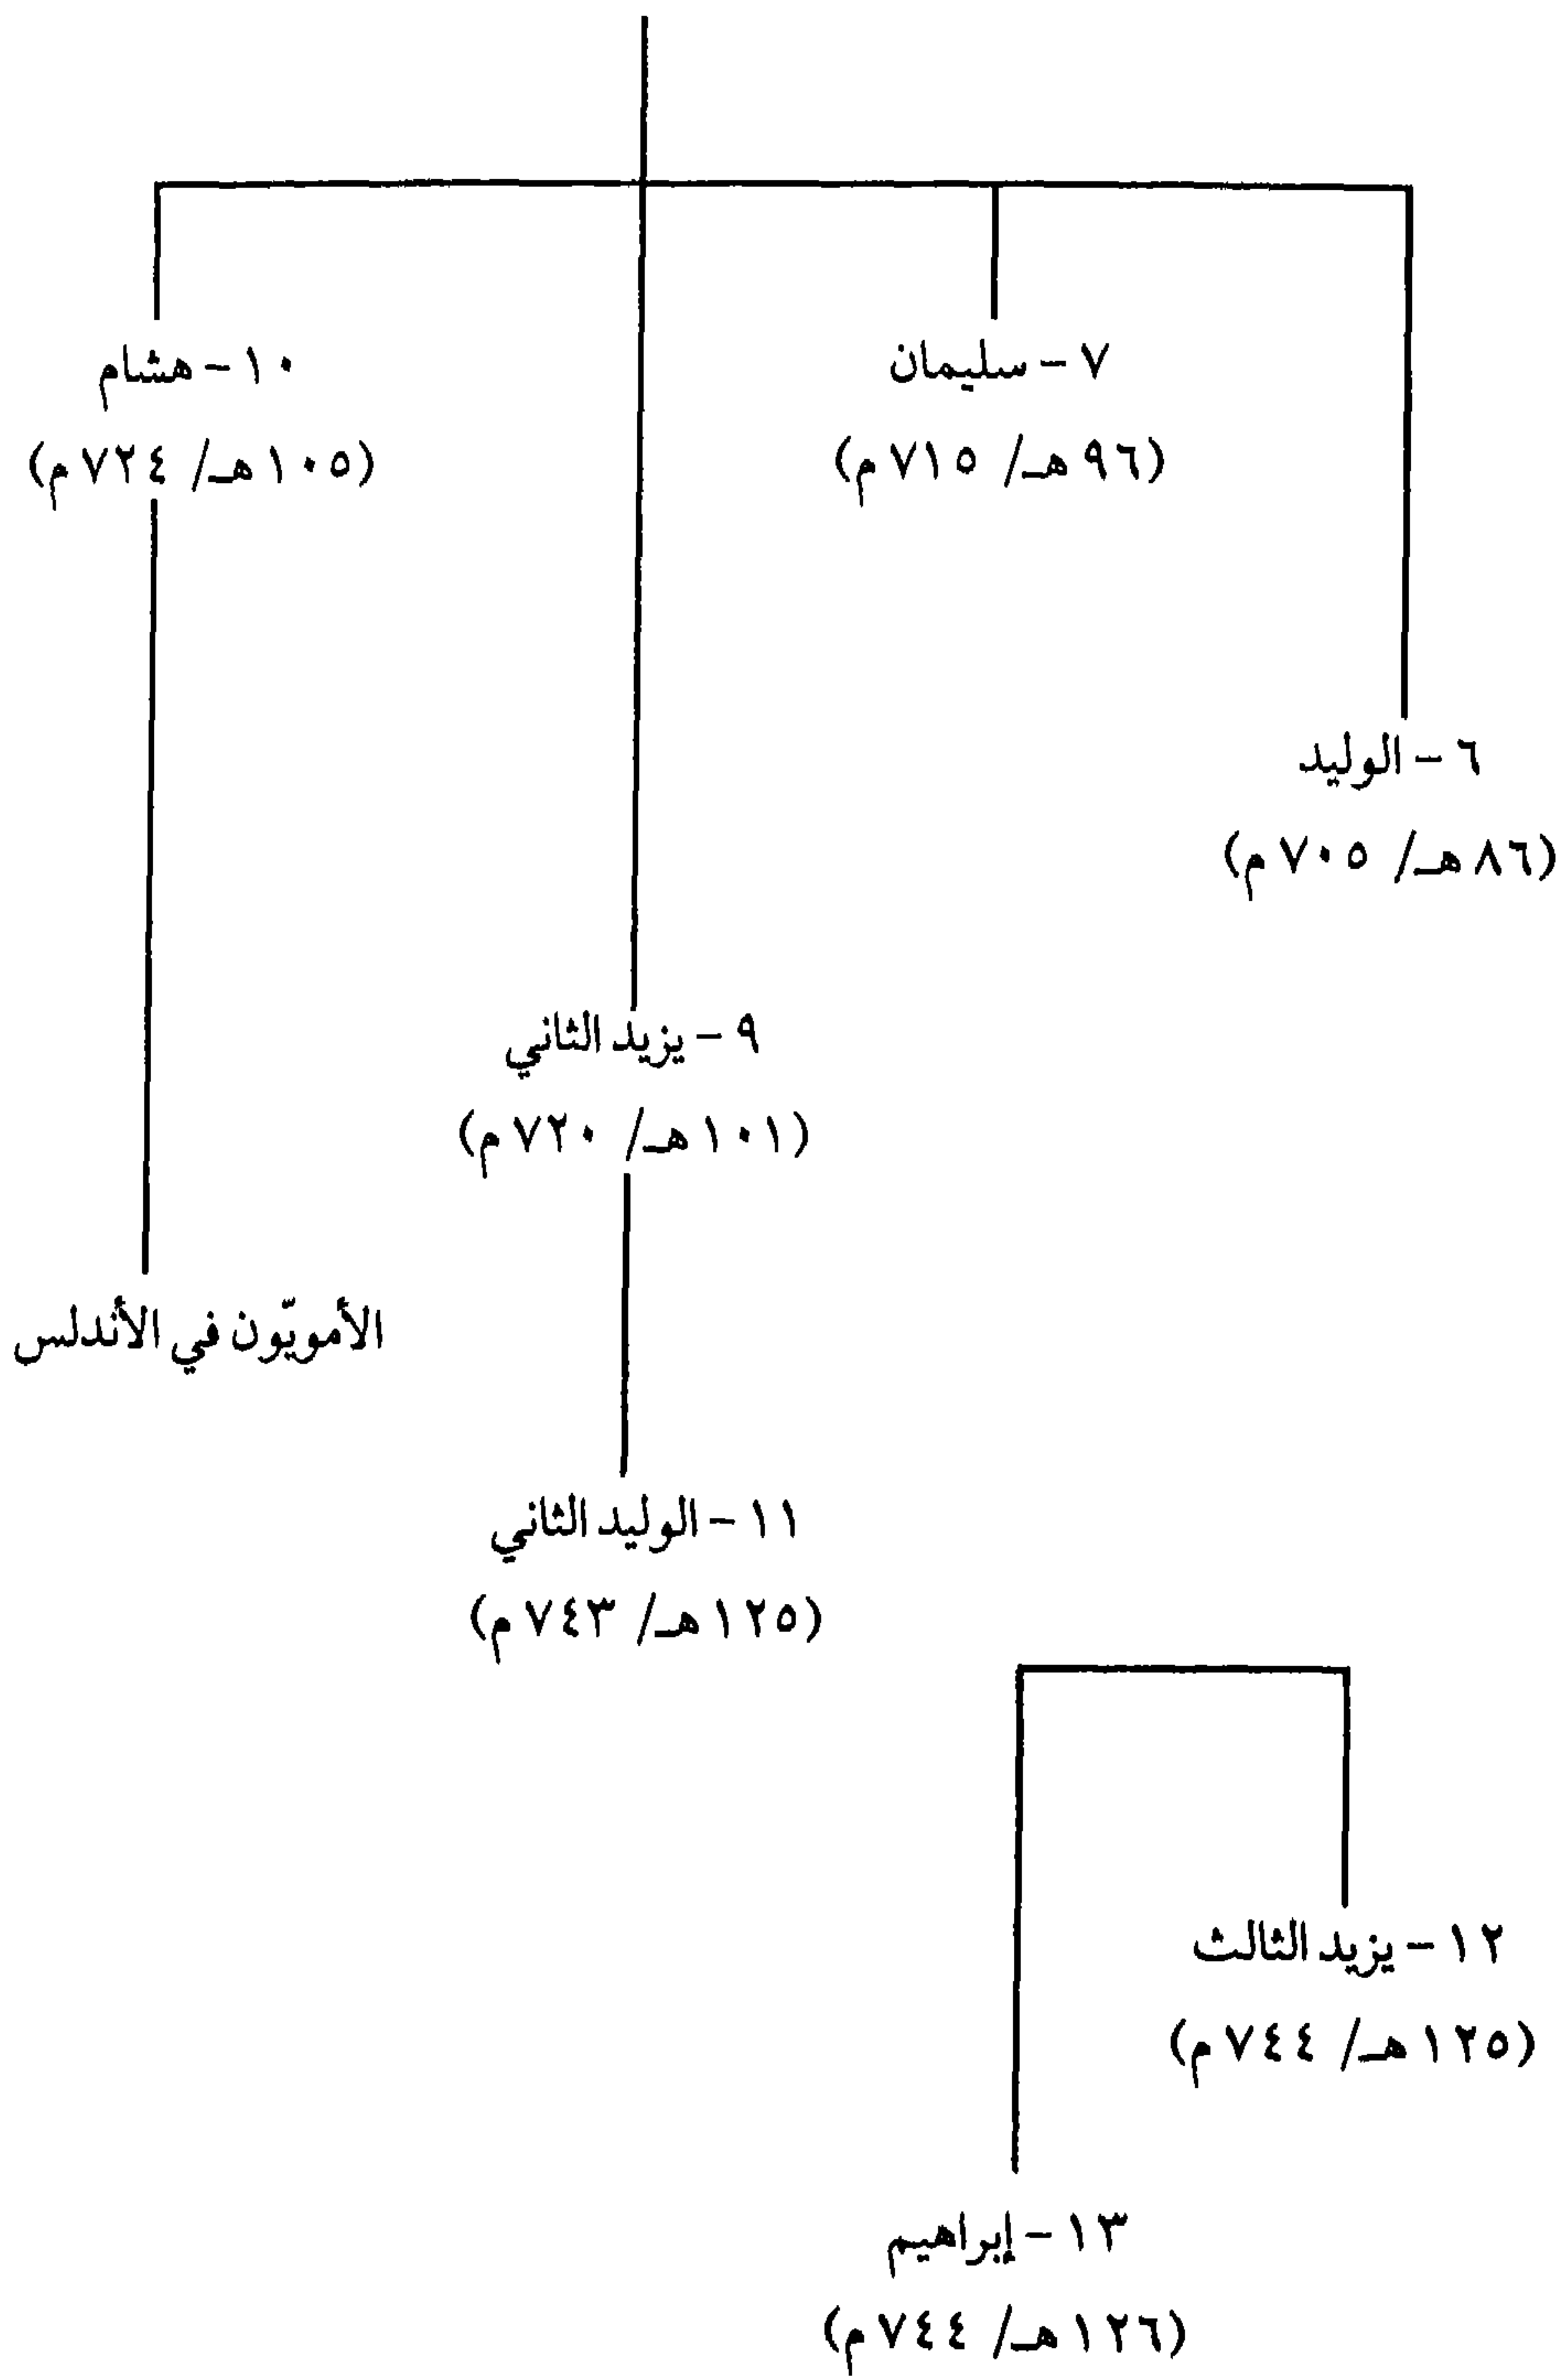 ٧ - سليمان
(٩٦ هـ/ ٧١٥ م)
١٠ - هشام
(١٠٥ هـ/ ٧٢٤ م)
٦ - الوليد
(٨٦ هـ/ ٧٠٥ م)
٩ - يزيد الثاني
(١٠١ هـ/ ٧٢٠ م)
الأمويّون في الأندلس
١١ - الوليد الثاني
(١٢٥ هـ/ ٧٤٣ م)
١٢ - يزيد الثالث
(١٢٥ هـ/ ٧٤٤ م)
١٣ - إبراهيم
(١٢٦ هـ/ ٧٤٤ م)